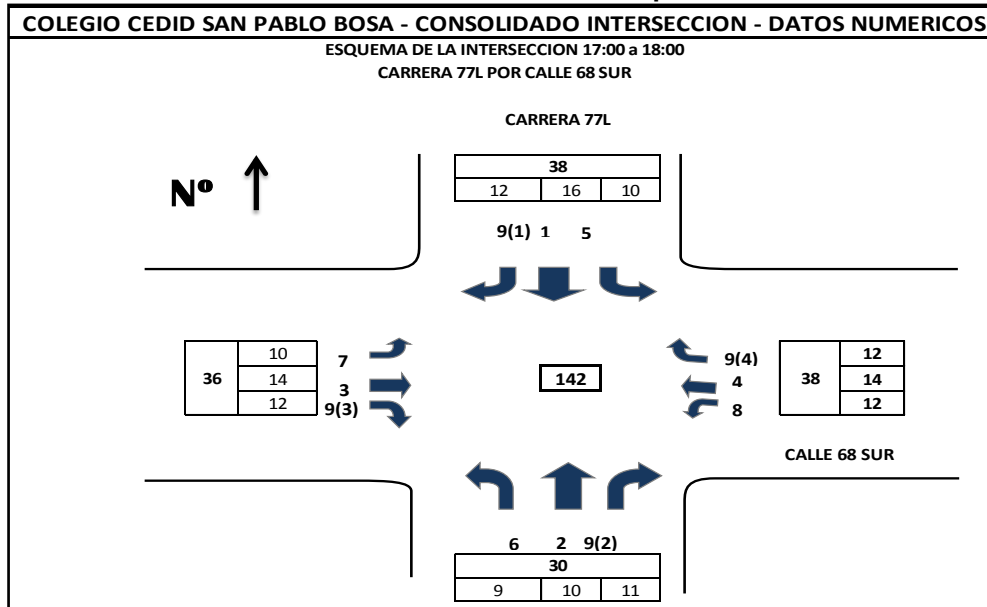 COLEGIO CEDID SAN PABLO BOSA - CONSOLIDADO INTERSECCION - DATOS NUMERICOS
ESQUEMA DE LA INTERSECCION 17:00 a 18:00
CARRERA 77L POR CALLE 68 SUR
CARRERA 77L
Nº
38
12 16 10
9(1) 1 5
36
10 7
14 3
12 9(3)
142
9(4) 12
4 38 14
8 12
CALLE 68 SUR
6 2 9(2)
30
9 10 11